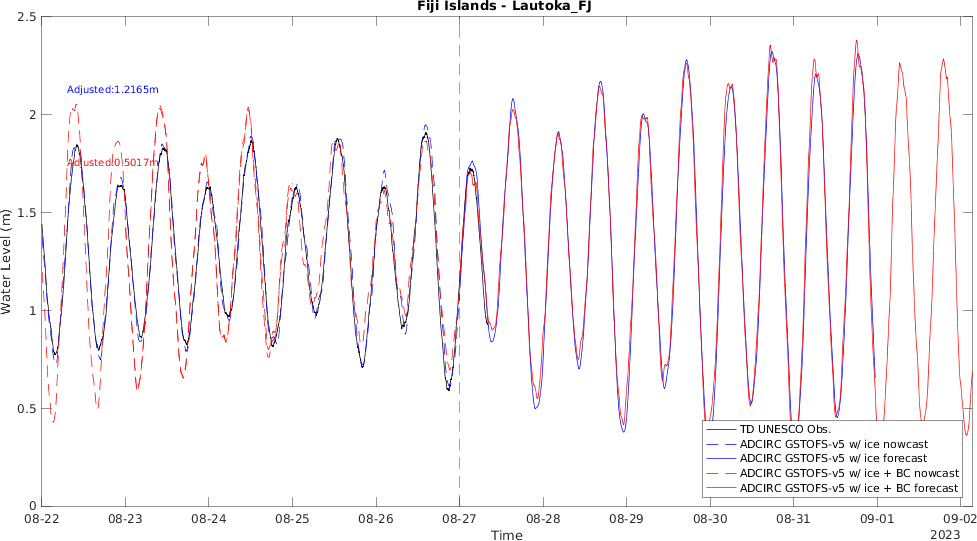 Fiji Islands - Lautoka_FJ
2.5
2
1.5
1
0.5
0
Water Level (m)
Adjusted:1.2165m
Adjusted:0.5017m
TD UNESCO Obs.
ADCIRC GSTOFS-v5 w/ ice nowcast
ADCIRC GSTOFS-v5 w/ ice forecast
ADCIRC GSTOFS-v5 w/ ice + BC nowcast
ADCIRC GSTOFS-v5 w/ ice + BC forecast
08-22 08-23 08-24 08-25 08-26 08-27 08-28 08-29 08-30 08-31 09-01 09-02
Time
2023